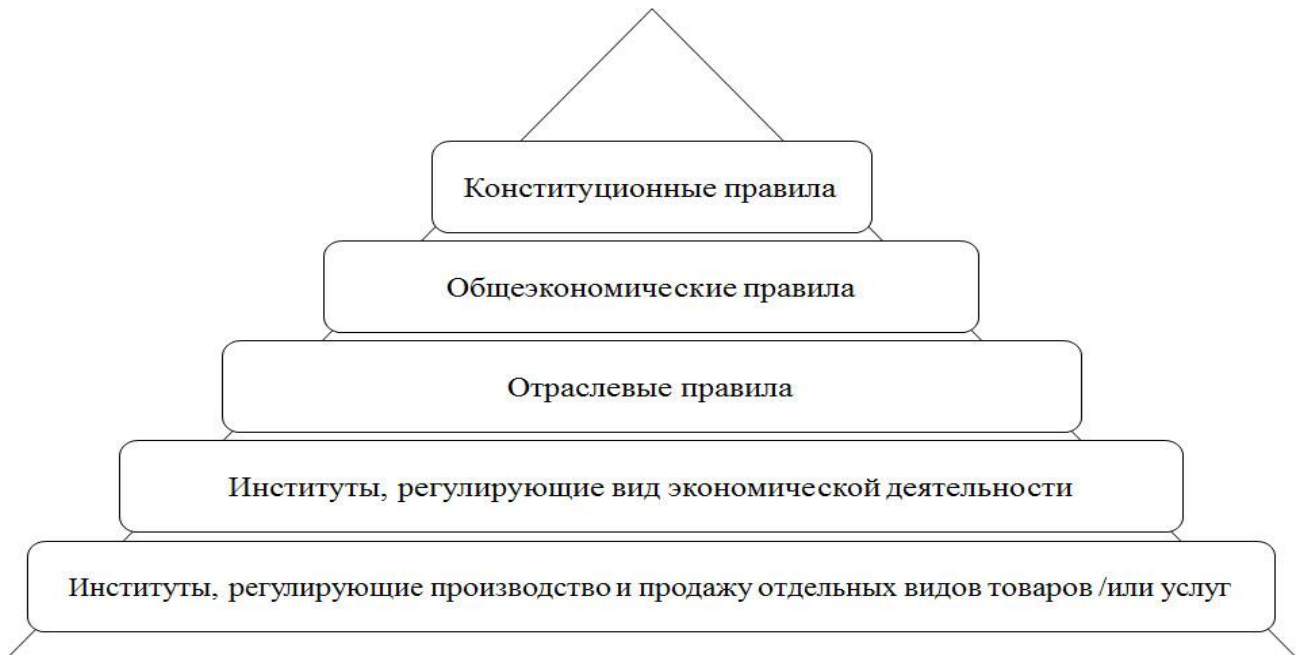 Конституционные правила
Общеэкономические правила
Отраслевые правила
Институты, регулирующие вид экономической деятельности
Институты, регулирующие производство и продажу отдельных видов товаров /или услуг